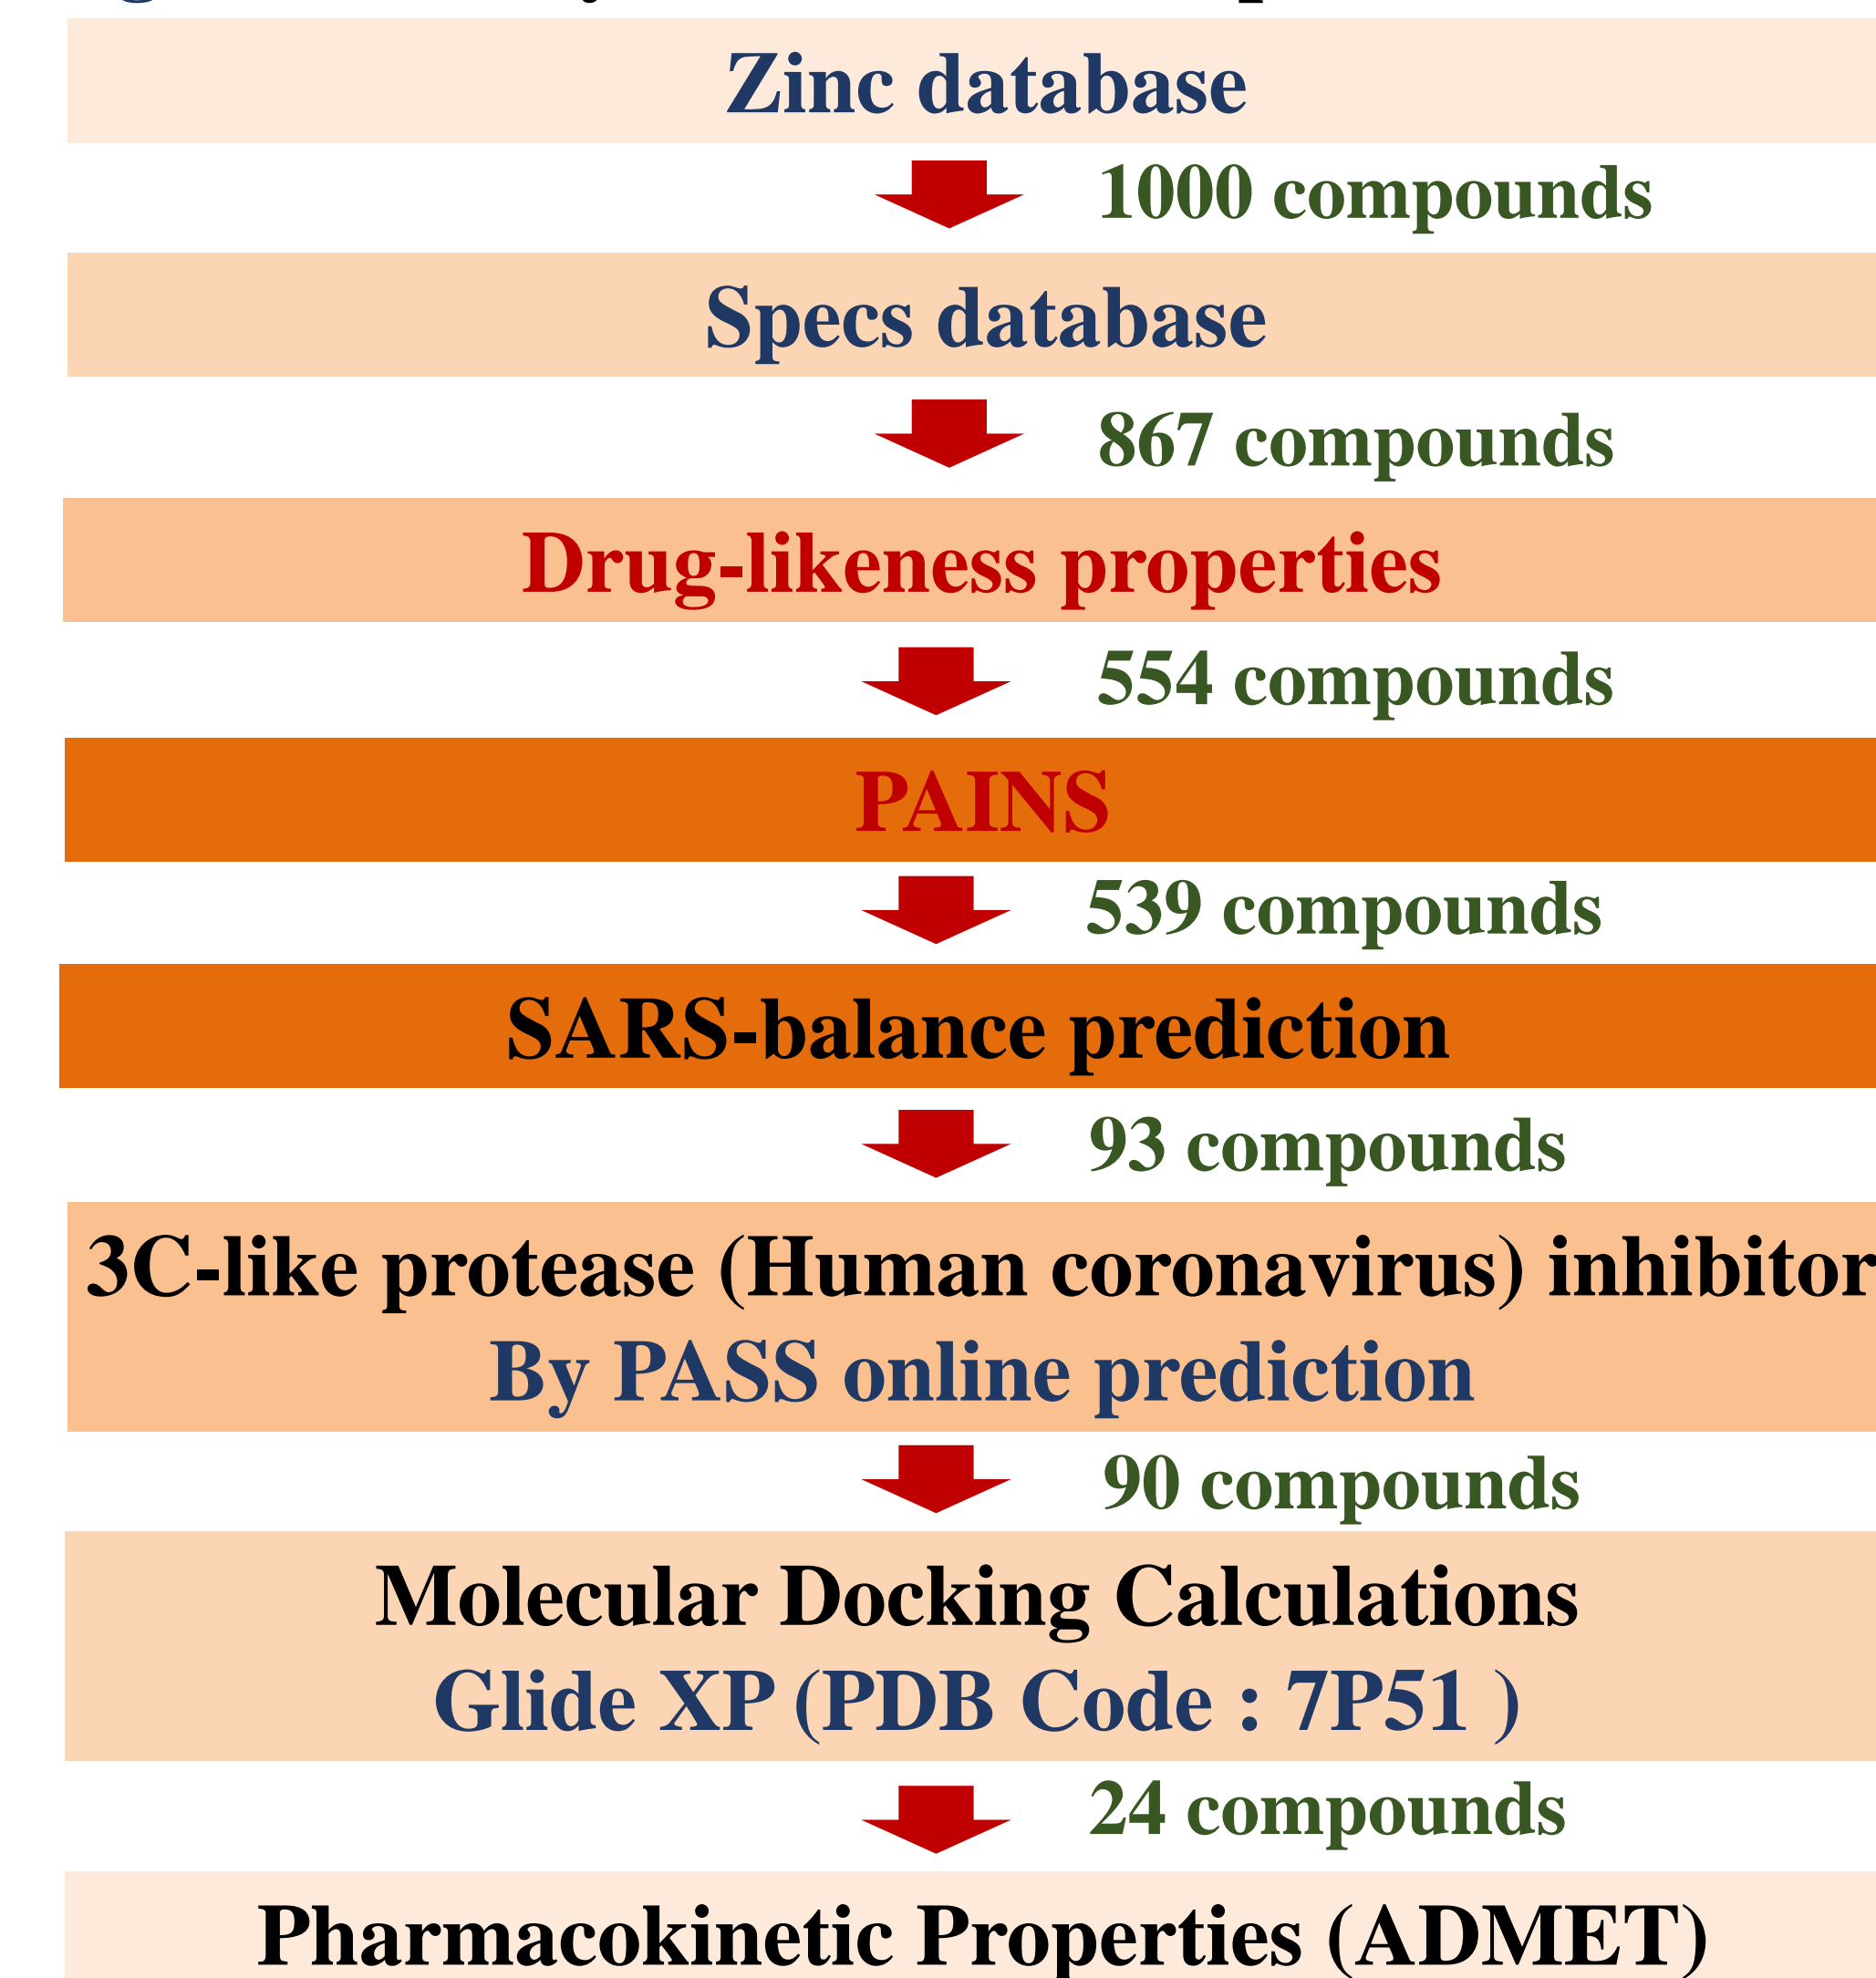 Zinc database
1000 compounds
Specs database
867 compounds
Drug-likeness properties
554 compounds
PAINS
539 compounds
SARS-balance prediction
93 compounds
3C-like protease (Human coronavirus) inhibitor
By PASS online prediction
90 compounds
Molecular Docking Calculations
Glide XP (PDB Code : 7P51 )
24 compounds
Pharmacokinetic Properties (ADMET)